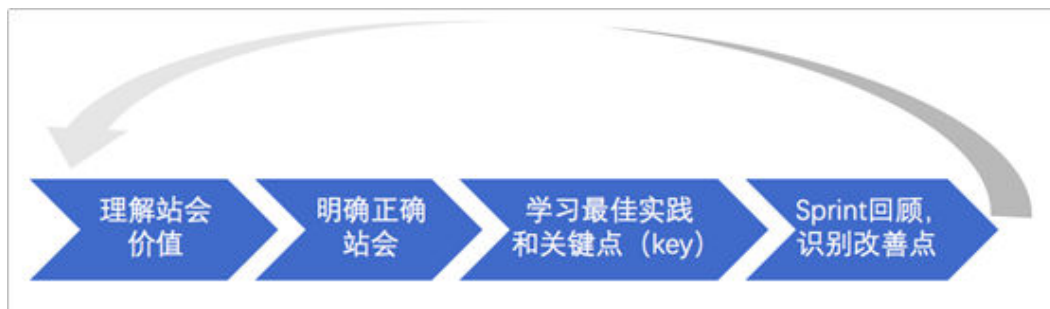 理解站会
价值
明确正确
站会
学习最佳实践
和关键点（key）
Sprint回顾，
识别改善点